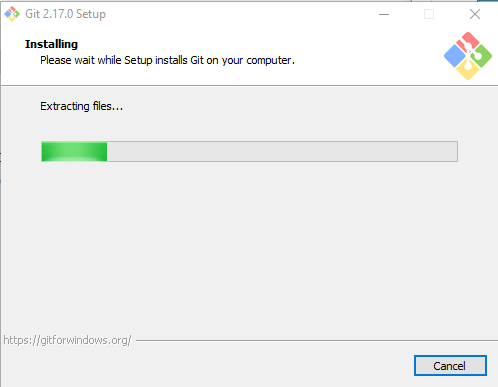 Git 2.17.0 Setup
Installing
Please wait while Setup installs Git on your computer.
Extracting files...
https://gitforwindows.org/
Cancel